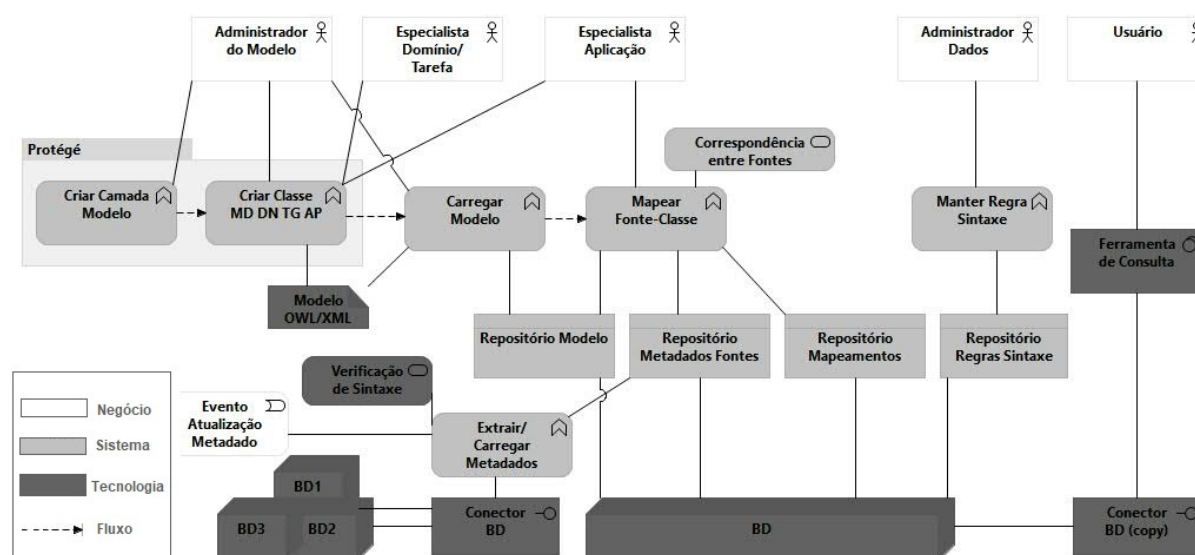 Administrador
do Modelo
Especialista
Domínio/
Tarefa
Especialista
Aplicação
Administrador
Dados
Usuário
Protégé
Correspondência
entre Fontes
Criar Camada
Modelo
Criar Classe
MD DN TG AP
Carregar
Modelo
Mapear
Fonte-Classe
Manter Regra
Sintaxe
Ferramenta
de Consulta
Modelo
OWL/XML
Repositório Modelo
Repositório
Metadados Fontes
Repositório
Mapeamentos
Repositório
Regras Sintaxe
Verificação
de Sintaxe
Negócio
Sistema
Tecnologia
Fluxo
Evento
Atualização
Metadado
Extrair/
Carregar
Metadados
BD1
BD3
BD2
Conector
BD
BD
Conector
BD (copy)